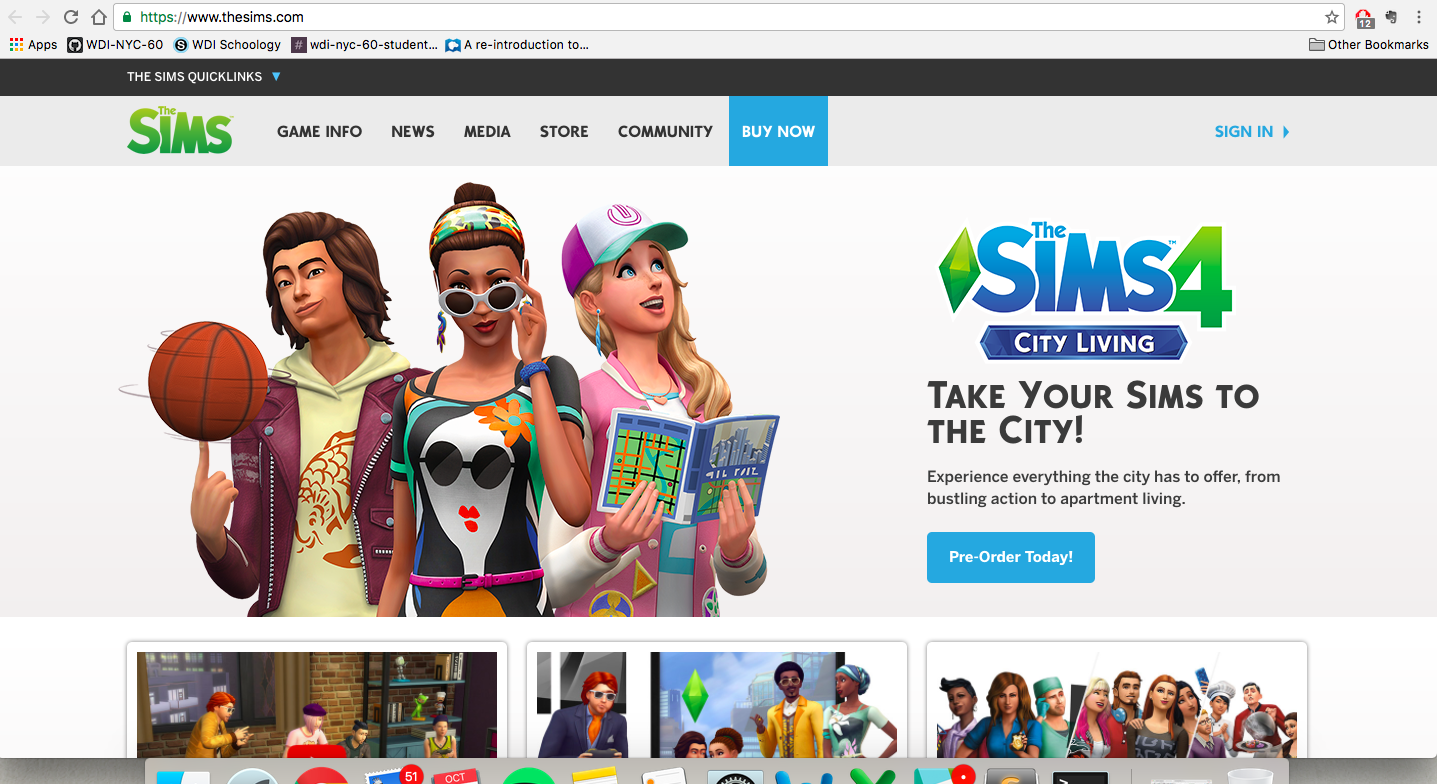 https://www.thesims.com
12
Apps WDI-NYC-60 WDI Schoology wdi-nyc-60-student... A re-introduction to... Other Bookmarks
THE SIMS QUICKLINKS
The SIMS GAME INFO NEWS MEDIA STORE COMMUNITY BUY NOW SIGN IN
The
SIMS 4
™
CITY LIVING
TAKE YOUR SIMS TO
THE CITY!
Experience everything the city has to offer, from
bustling action to apartment living.
Pre-Order Today!
51
OCT